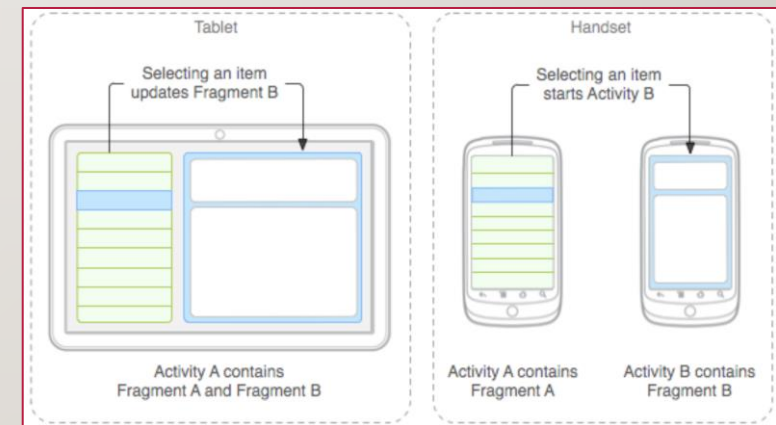 Tablet
Selecting an item
updates Fragment B
Activity A contains
Fragment A and Fragment B
Handset
Selecting an item
starts Activity B
Activity A contains
Fragment A
Activity B contains
Fragment B